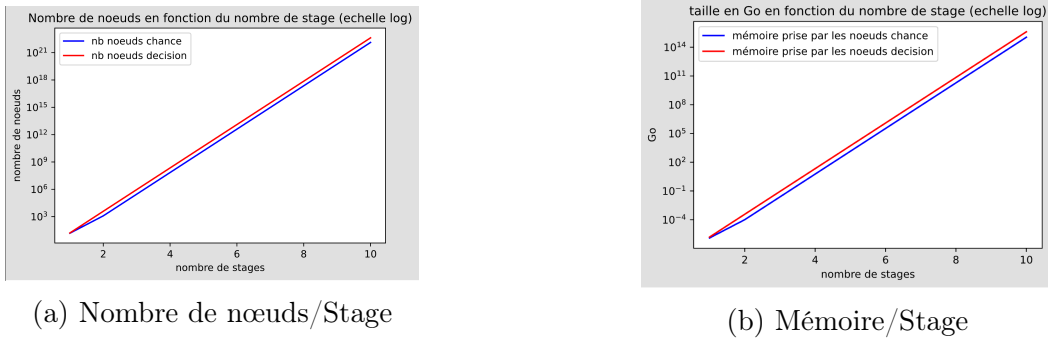 Nombre de noeuds en fonction du nombre de stage (echelle log)
nb noeuds chance
nb noeuds decision
nombre de noeuds
10^21
10^18
10^15
10^12
10^9
10^6
10^3
2
4
6
8
10
nombre de stages
(a) Nombre de nœuds/Stage
taille en Go en fonction du nombre de stage (echelle log)
mémoire prise par les noeuds chance
mémoire prise par les noeuds decision
Go
10^14
10^11
10^8
10^5
10^2
10^−1
10^−4
2
4
6
8
10
nombre de stages
(b) Mémoire/Stage